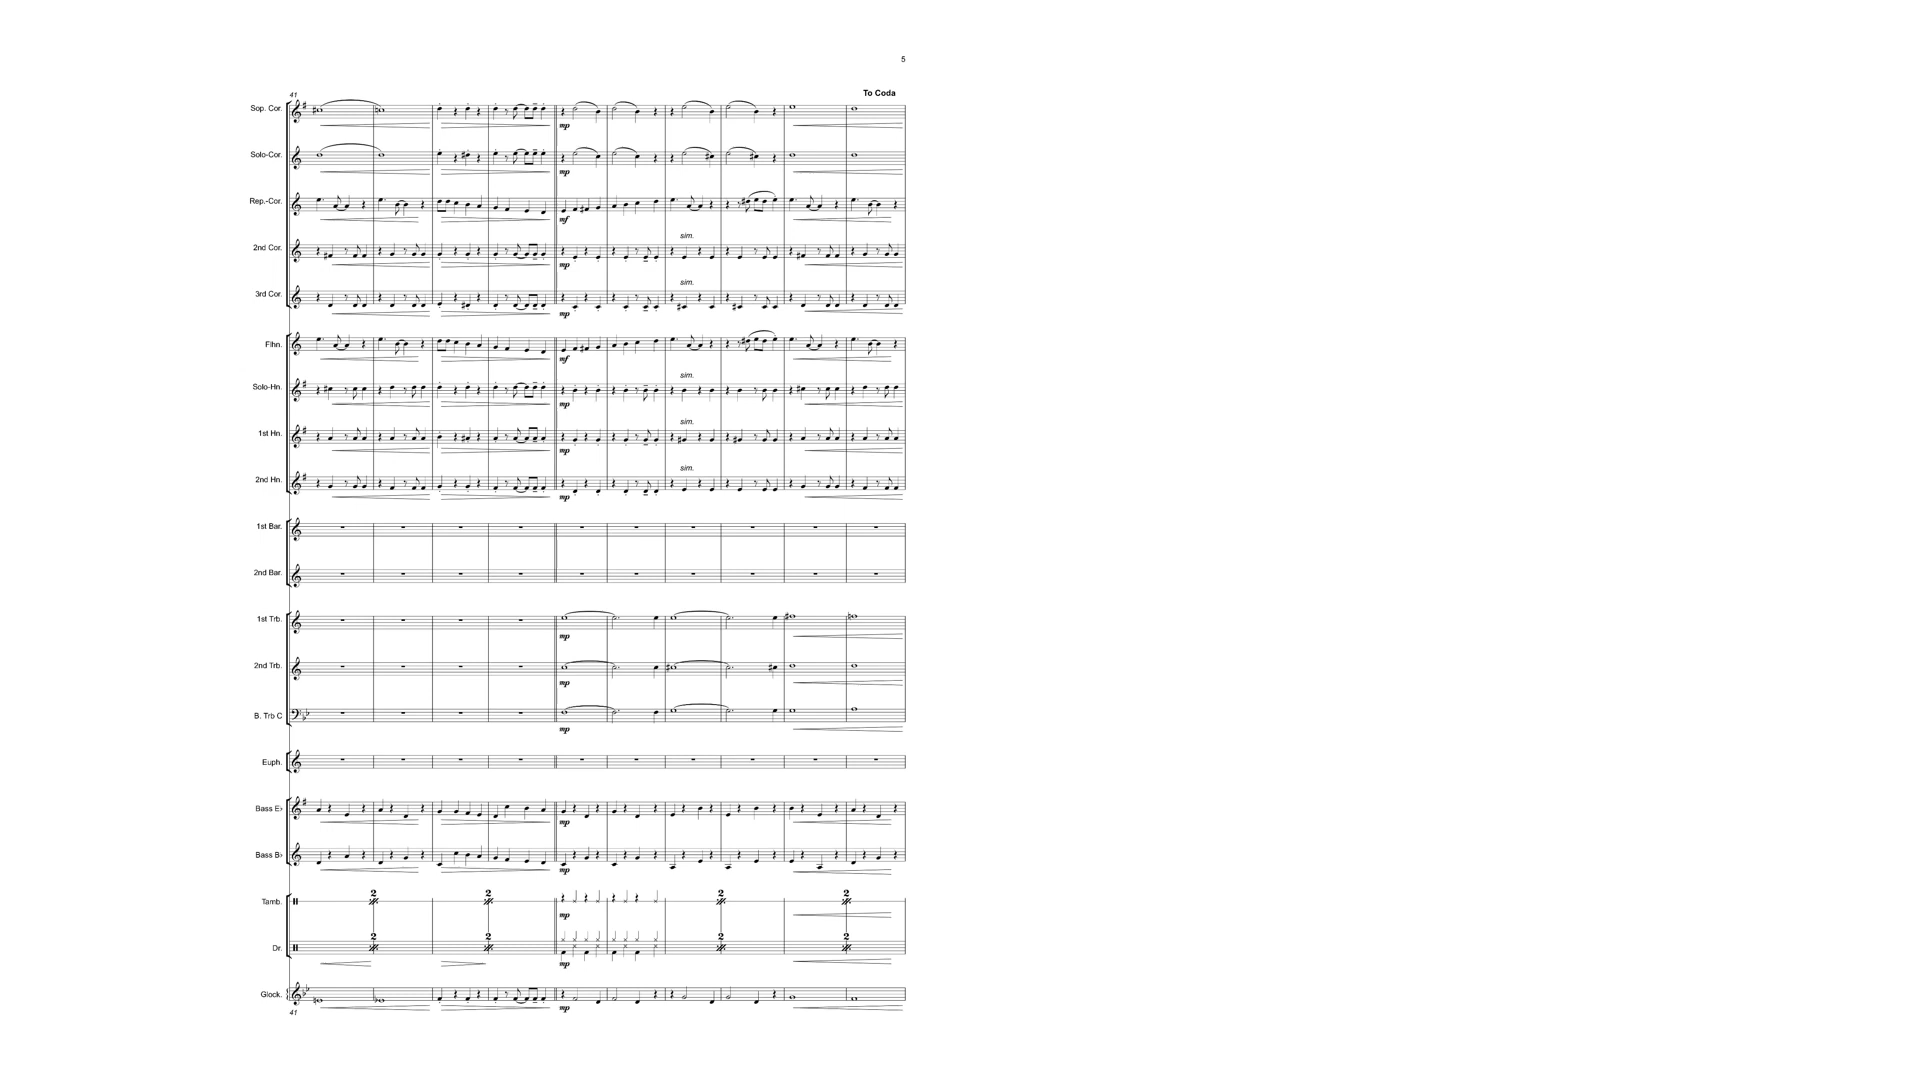 5
To Coda
41
Sop. Cor.
mp
Solo-Cor.
mp
Rep.-Cor.
mf
sim.
2nd Cor.
mp
sim.
3rd Cor.
mp
Flhn.
mf
sim.
Solo-Hn.
mp
sim.
1st Hn.
mp
sim.
2nd Hn.
mp
1st Bar.
2nd Bar.
1st Trb.
mp
2nd Trb.
mp
B. Trb C
mp
Euph.
Bass E♭
mp
Bass B♭
mp
2 2 2 2
Tamb.
mp
2 2 2 2
Dr.
mp
Glock.
mp
41